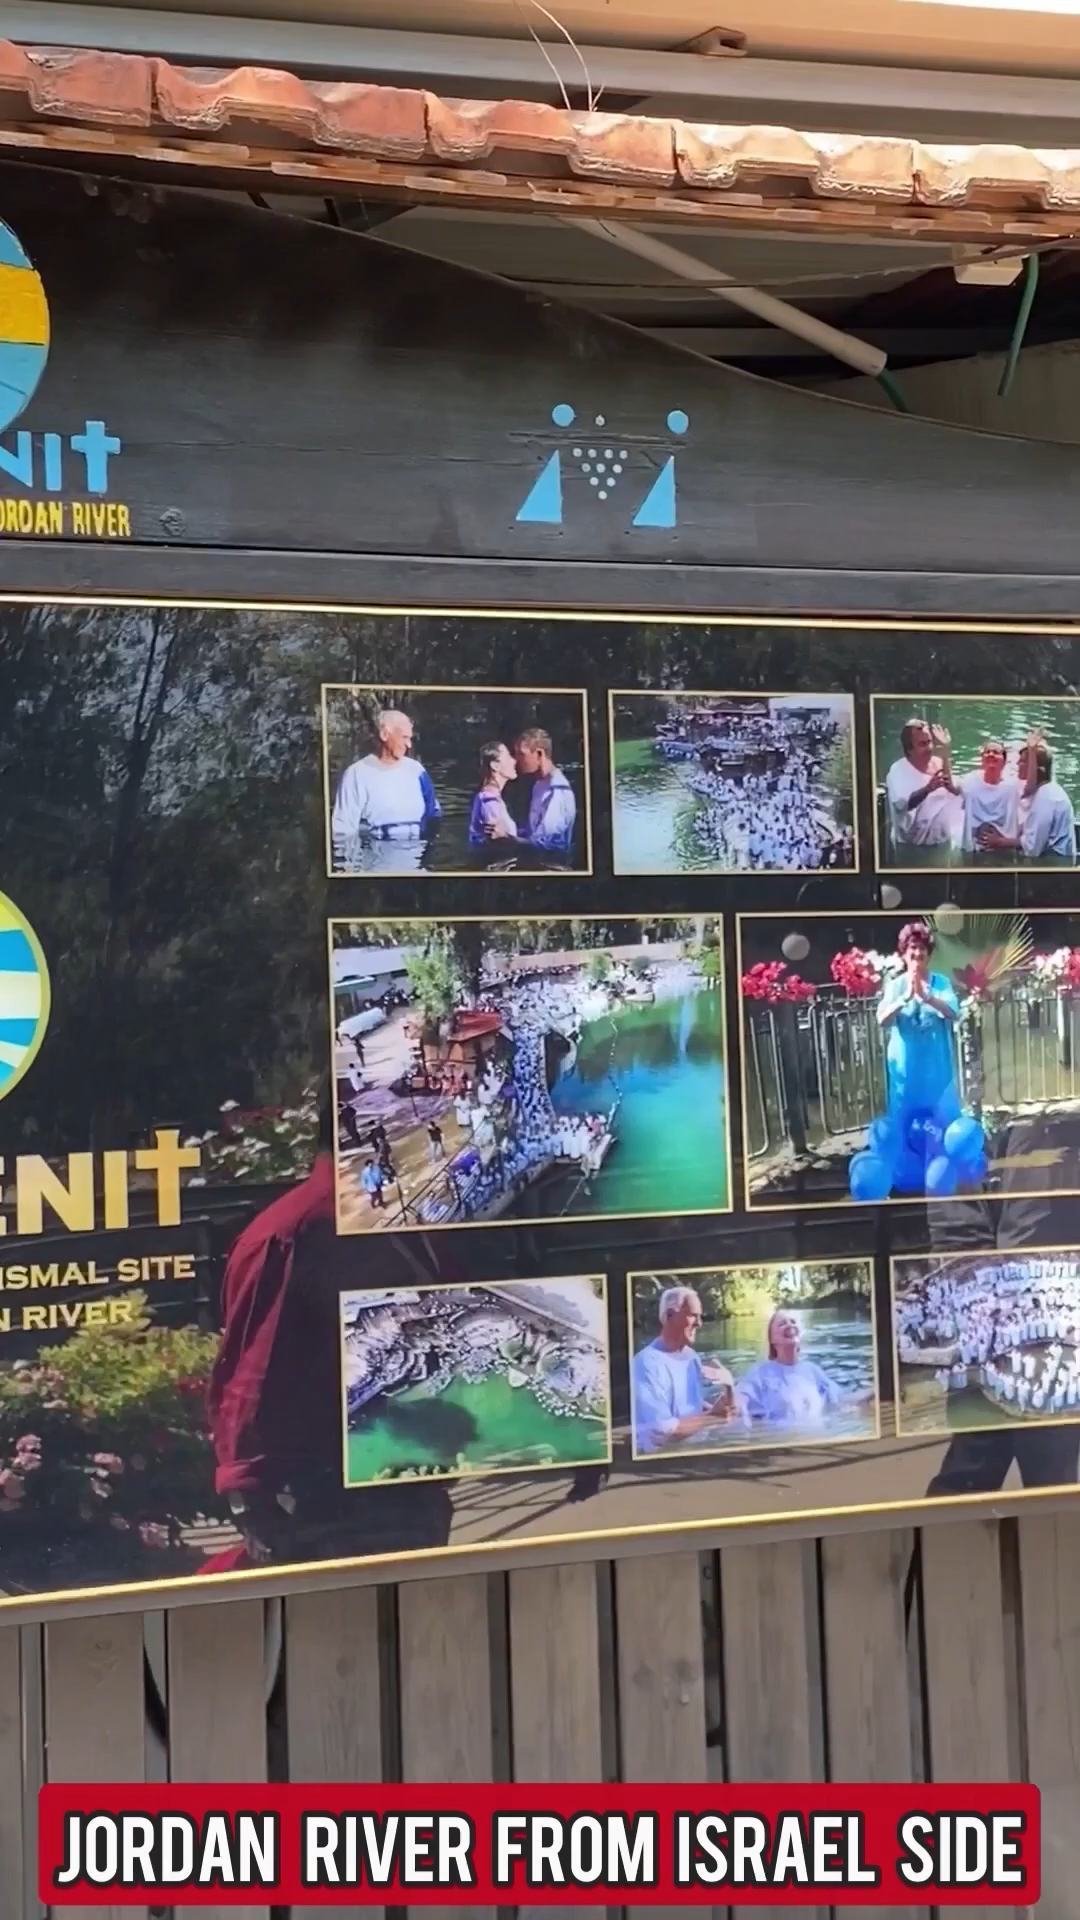 NIT
ORDAN RIVER
ENIT
ISMAL SITE
N RIVER
JORDAN RIVER FROM ISRAEL SIDE